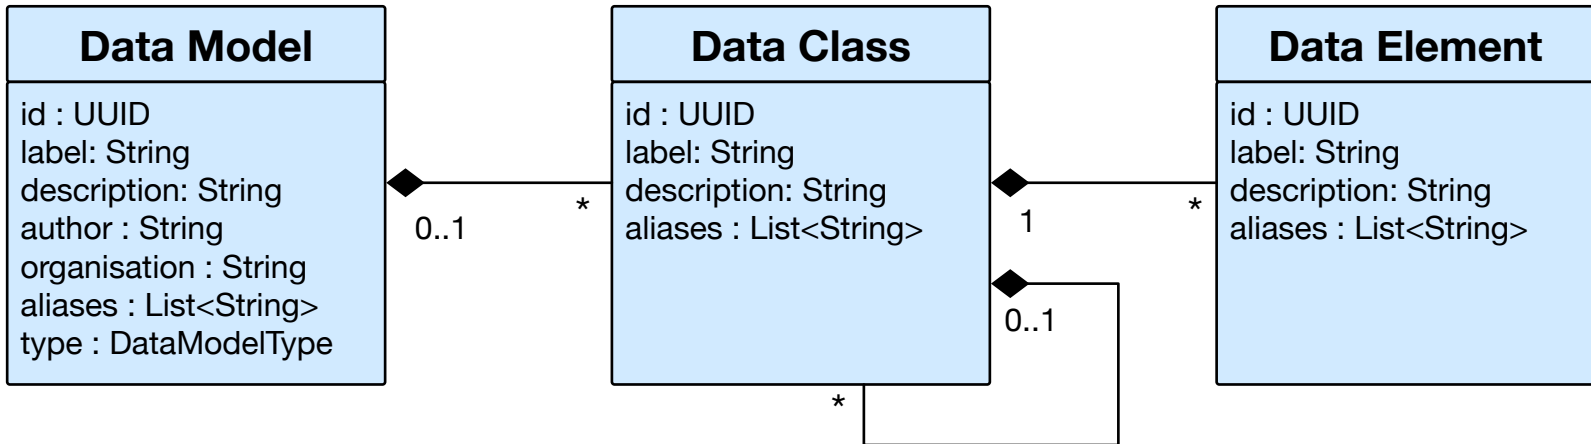 Data Model
id : UUID
label: String
description: String
author : String
organisation : String
aliases : List<String>
type : DataModelType
0..1
*
Data Class
id : UUID
label: String
description: String
aliases : List<String>
1
*
0..1
*
Data Element
id : UUID
label: String
description: String
aliases : List<String>